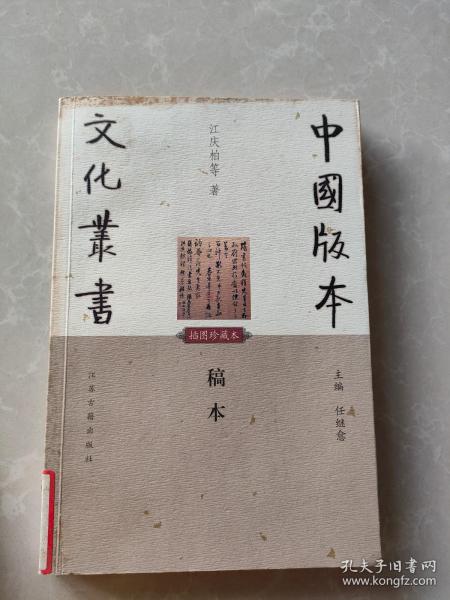 中國版本
文化叢書
江庆柏等 著
插图珍藏本
稿本
主编 任继愈
江苏古籍出版社
孔夫子旧书网
www.kongfz.com